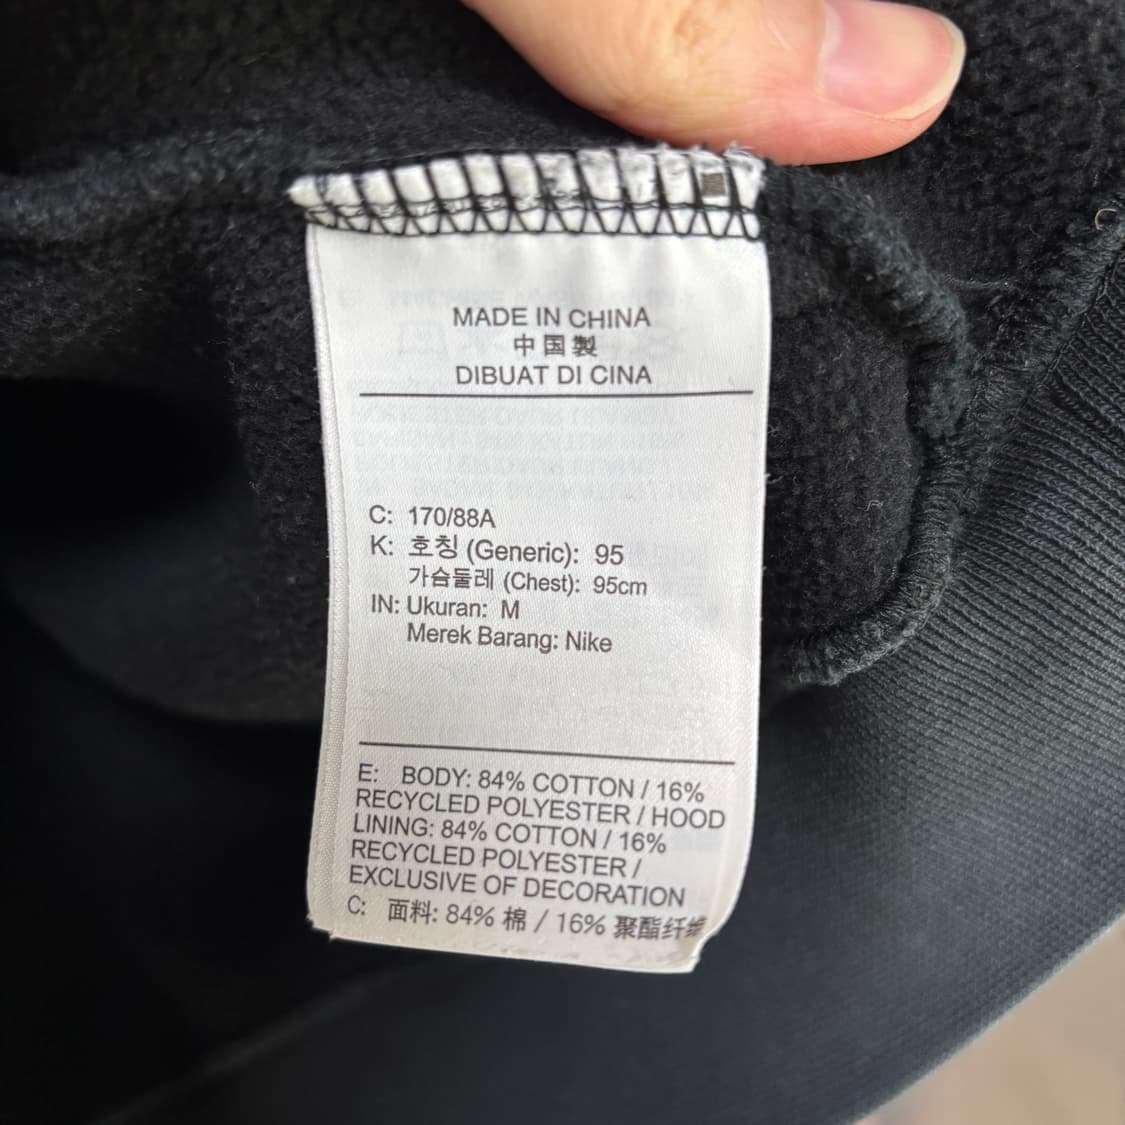 MADE IN CHINA
中国製
DIBUAT DI CINA
C: 170/88A
K: 호칭 (Generic): 95
가슴둘레 (Chest): 95cm
IN: Ukuran: M
Merek Barang: Nike
E: BODY: 84% COTTON / 16%
RECYCLED POLYESTER / HOOD
LINING: 84% COTTON / 16%
RECYCLED POLYESTER /
EXCLUSIVE OF DECORATION
C: 面料: 84% 棉 / 16% 聚酯纤维